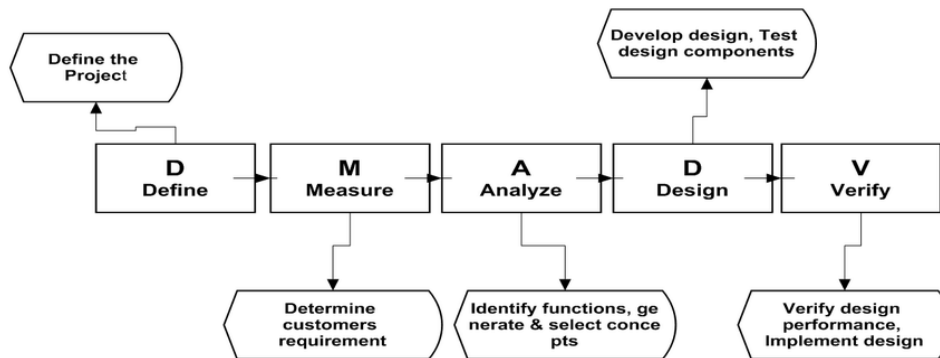 Develop design, Test
design components
Define the
Project
D
Define
M
Measure
A
Analyze
D
Design
V
Verify
Determine
customers
requirement
Identify functions, ge
nerate & select conce
pts
Verify design
performance,
Implement design